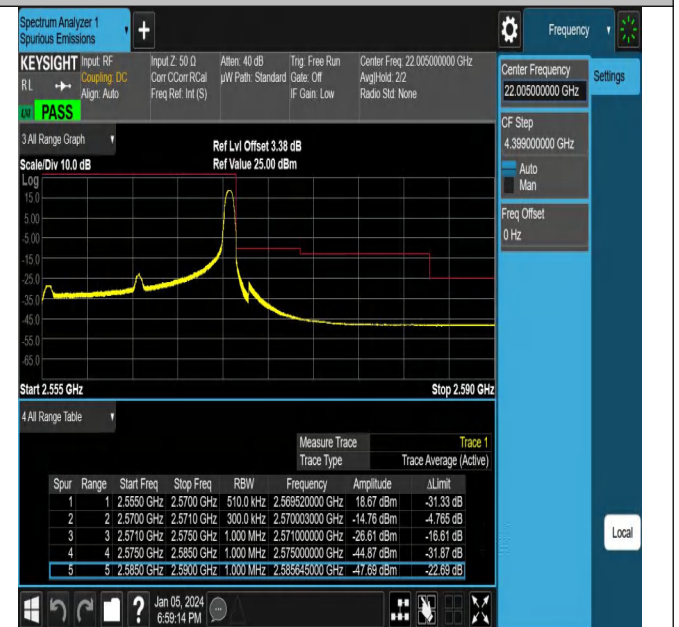 Spectrum Analyzer 1
Spurious Emissions
+
Frequency
KEYSIGHT
RL
Input: RF
Coupling: DC
Align: Auto
Input Z: 50 Ω
Corr CCorr RCal
Freq Ref: Int (S)
Atten: 40 dB
µW Path: Standard
Trig: Free Run
Gate: Off
IF Gain: Low
Center Freq: 22.005000000 GHz
Avg|Hold: 2/2
Radio Std: None
PASS
Center Frequency
22.005000000 GHz
Settings
CF Step
4.399000000 GHz
Auto
Man
Freq Offset
0 Hz
3 All Range Graph
Scale/Div 10.0 dB
Ref Lvl Offset 3.38 dB
Ref Value 25.00 dBm
Log
15.0
5.00
-5.00
-15.0
-25.0
-35.0
-45.0
-55.0
-65.0
Start 2.555 GHz
Stop 2.590 GHz
4 All Range Table
Measure Trace Trace 1
Trace Type Trace Average (Active)
Spur Range Start Freq Stop Freq RBW Frequency Amplitude ΔLimit
1 1 2.5550 GHz 2.5700 GHz 510.0 kHz 2.569520000 GHz 18.67 dBm -31.33 dB
2 2 2.5700 GHz 2.5710 GHz 300.0 kHz 2.570003000 GHz -14.76 dBm -4.765 dB
3 3 2.5710 GHz 2.5750 GHz 1.000 MHz 2.571000000 GHz -26.61 dBm -16.61 dB
4 4 2.5750 GHz 2.5850 GHz 1.000 MHz 2.575000000 GHz -44.87 dBm -31.87 dB
5 5 2.5850 GHz 2.5900 GHz 1.000 MHz 2.585645000 GHz -47.69 dBm -22.69 dB
Local
?
Jan 05, 2024
6:59:14 PM